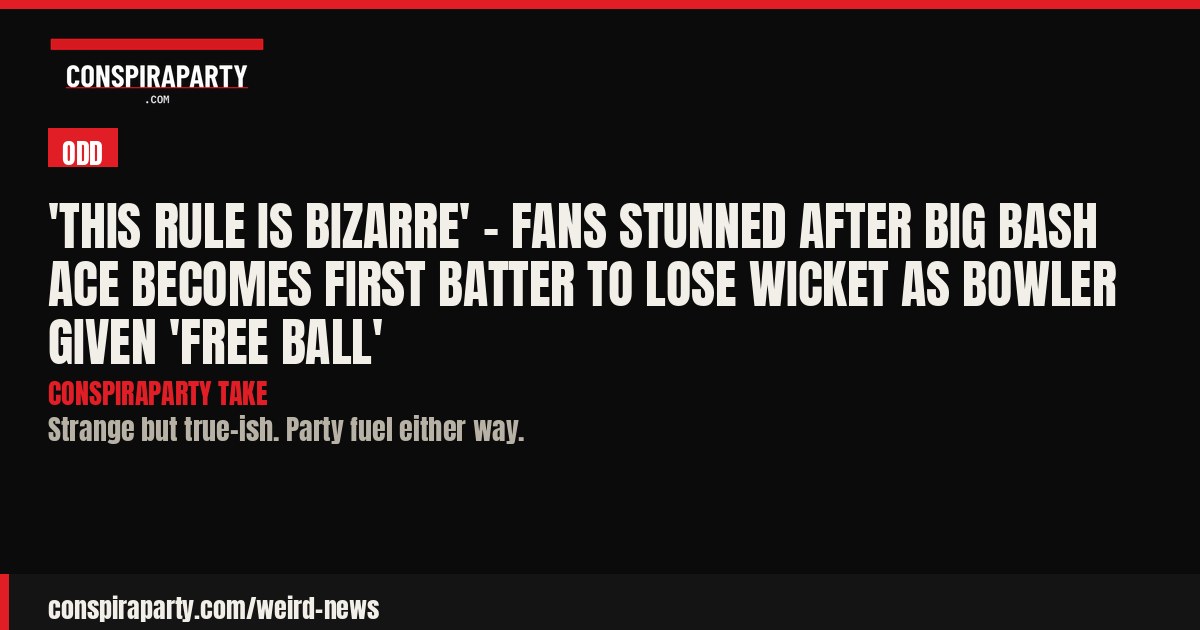 CONSPIRAPARTY
.COM
ODD
'THIS RULE IS BIZARRE' - FANS STUNNED AFTER BIG BASH
ACE BECOMES FIRST BATTER TO LOSE WICKET AS BOWLER
GIVEN 'FREE BALL'
CONSPIRAPARTY TAKE
Strange but true-ish. Party fuel either way.
conspiraparty.com/weird-news